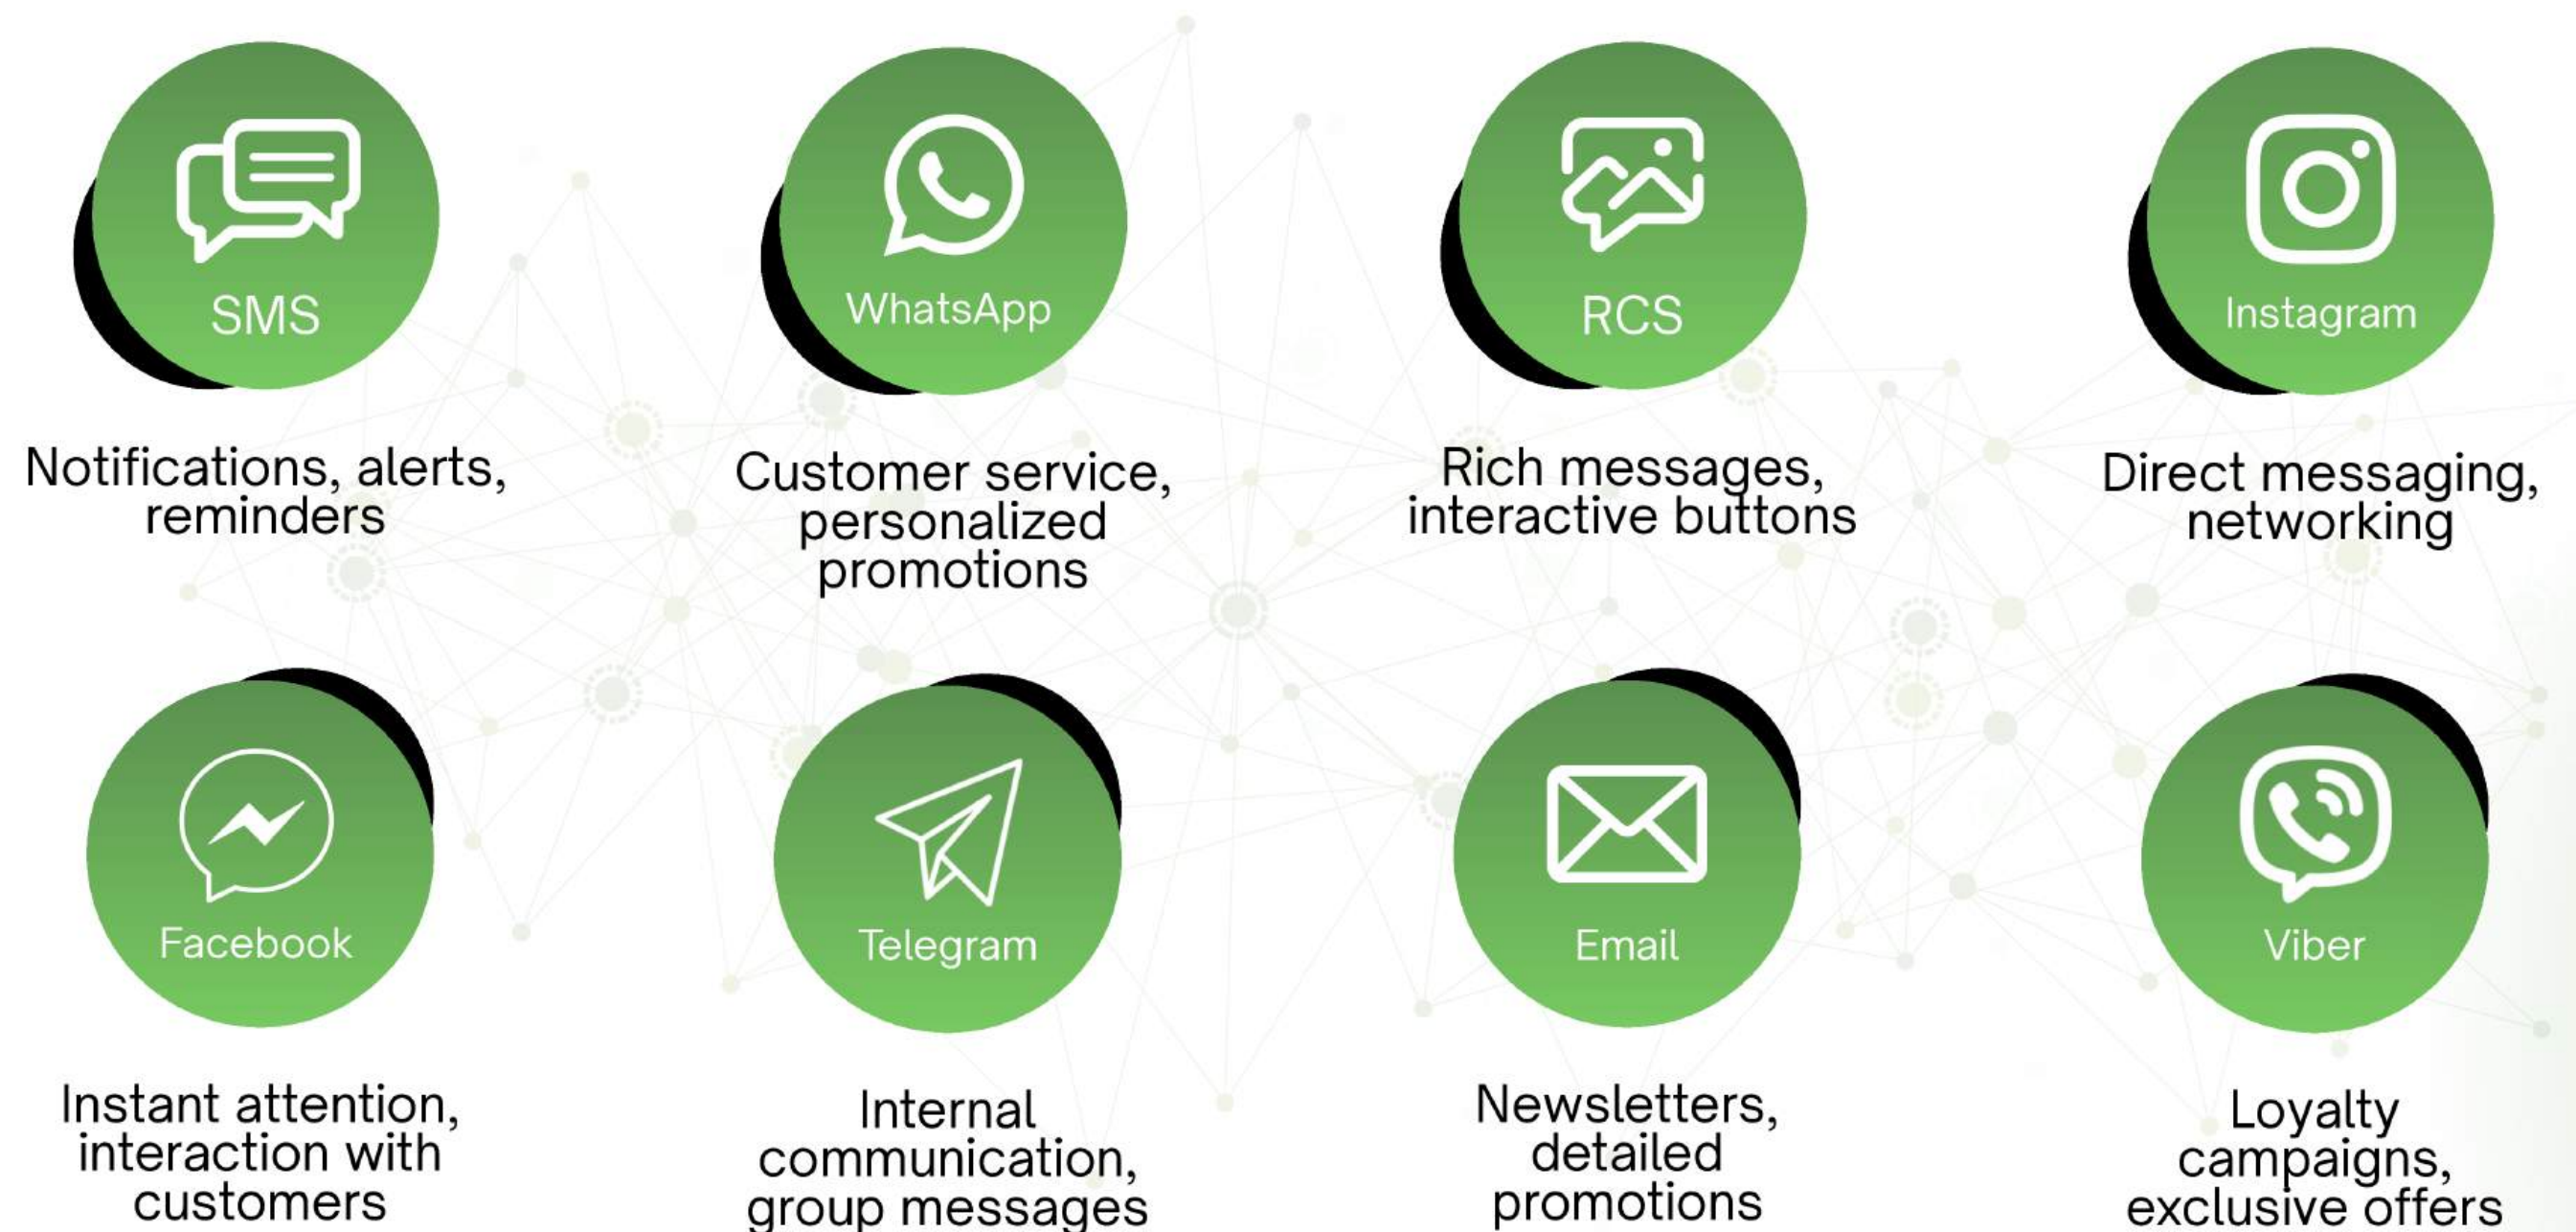 SMS
Notifications, alerts,
reminders
WhatsApp
Customer service,
personalized
promotions
RCS
Rich messages,
interactive buttons
Instagram
Direct messaging,
networking
Facebook
Instant attention,
interaction with
customers
Telegram
Internal
communication,
group messages
Email
Newsletters,
detailed
promotions
Viber
Loyalty
campaigns,
exclusive offers